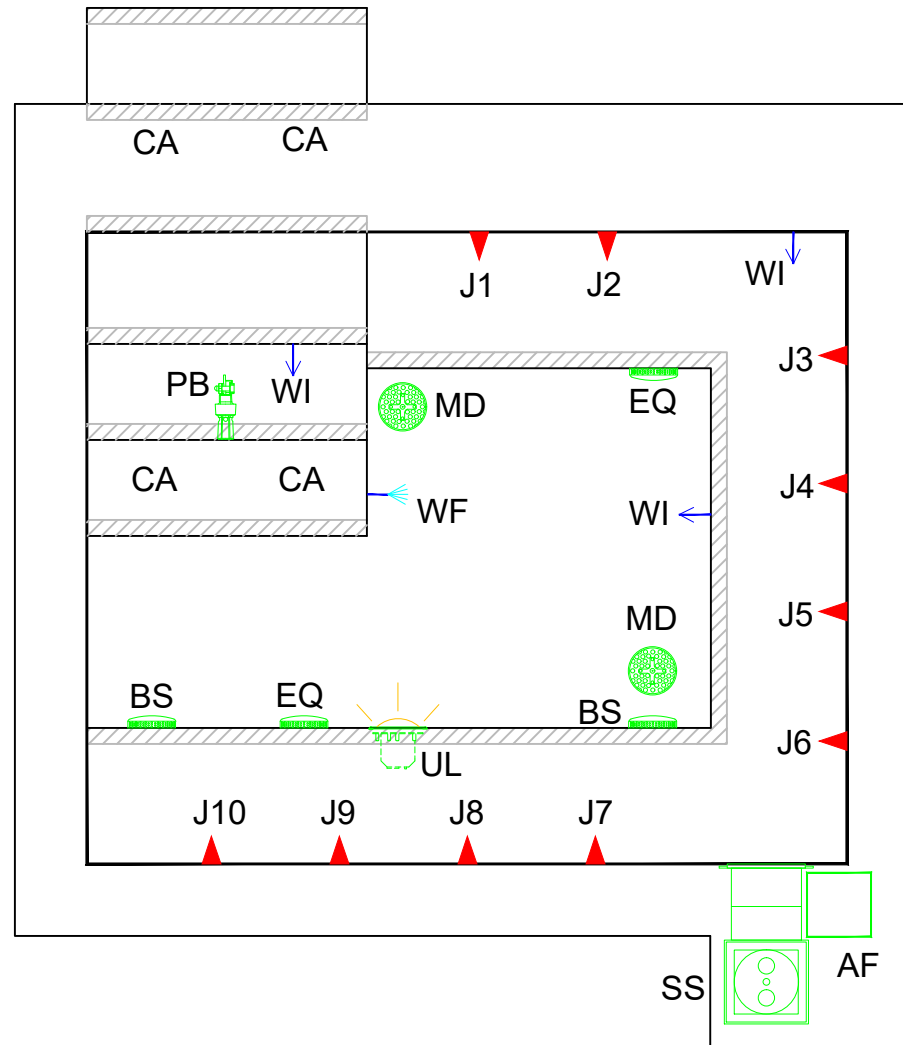 CA CA
J1 J2 WI
J3
PB WI MD EQ
CA CA WF WI J4
MD J5
BS EQ BS
UL J6
J10 J9 J8 J7
SS AF